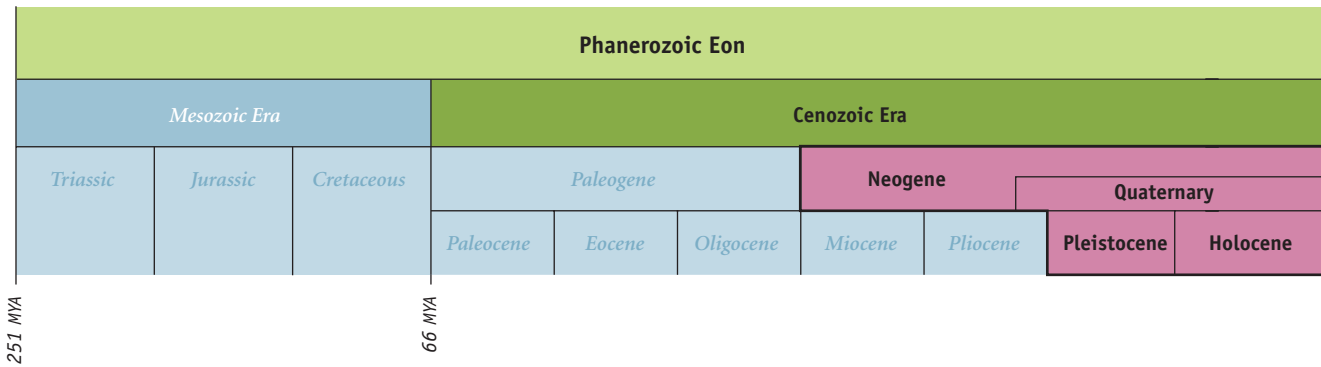 Phanerozoic Eon
Mesozoic Era
Cenozoic Era
Triassic
Jurassic
Cretaceous
Paleogene
Neogene
Quaternary
Paleocene
Eocene
Oligocene
Miocene
Pliocene
Pleistocene
Holocene
251 MYA
66 MYA